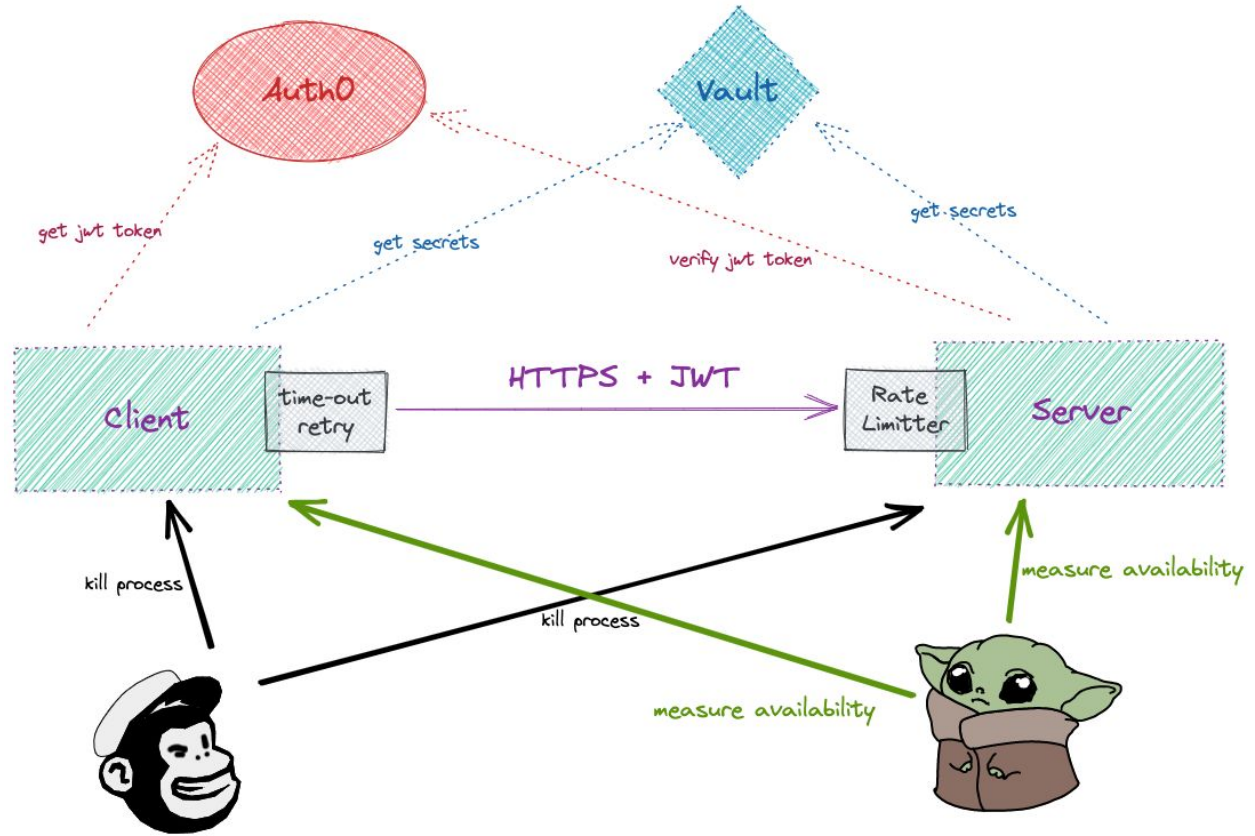 Auth0
Vault
get jwt token
get secrets
verify jwt token
get secrets
Client
time-out
retry
HTTPS + JWT
Rate
Limitter
Server
kill process
kill process
measure availability
measure availability